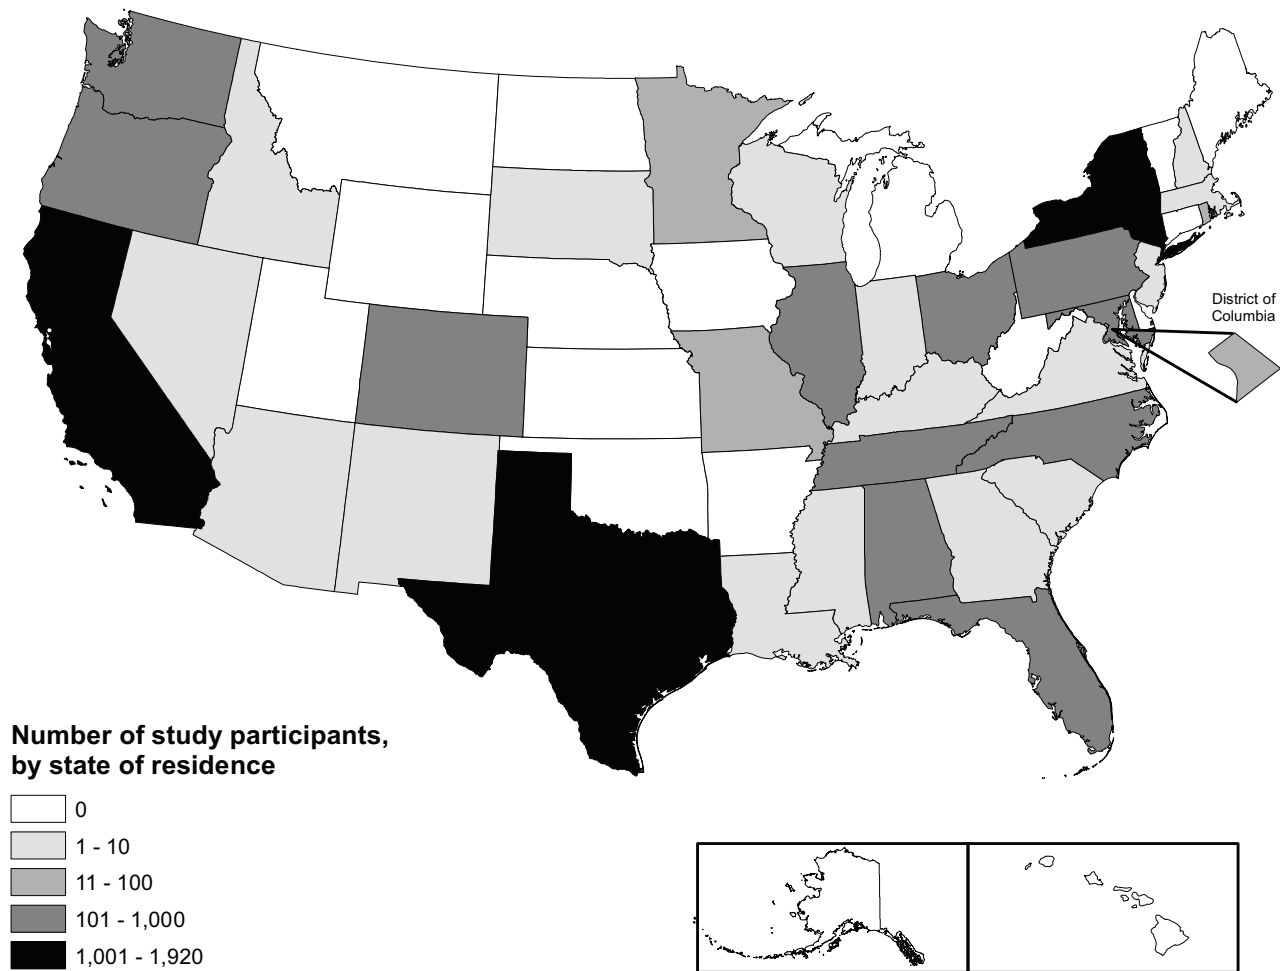 District of
Columbia
Number of study participants,
by state of residence
0
1 - 10
11 - 100
101 - 1,000
1,001 - 1,920